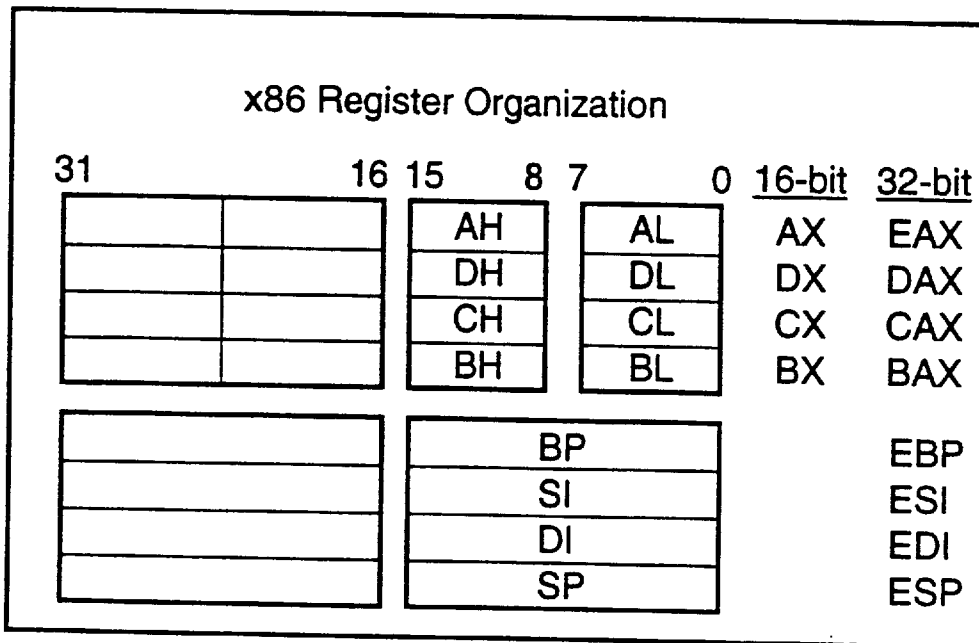 x86 Register Organization
31 16 15 8 7 0 16-bit 32-bit
AH AL AX EAX
DH DL DX DAX
CH CL CX CAX
BH BL BX BAX
BP EBP
SI ESI
DI EDI
SP ESP